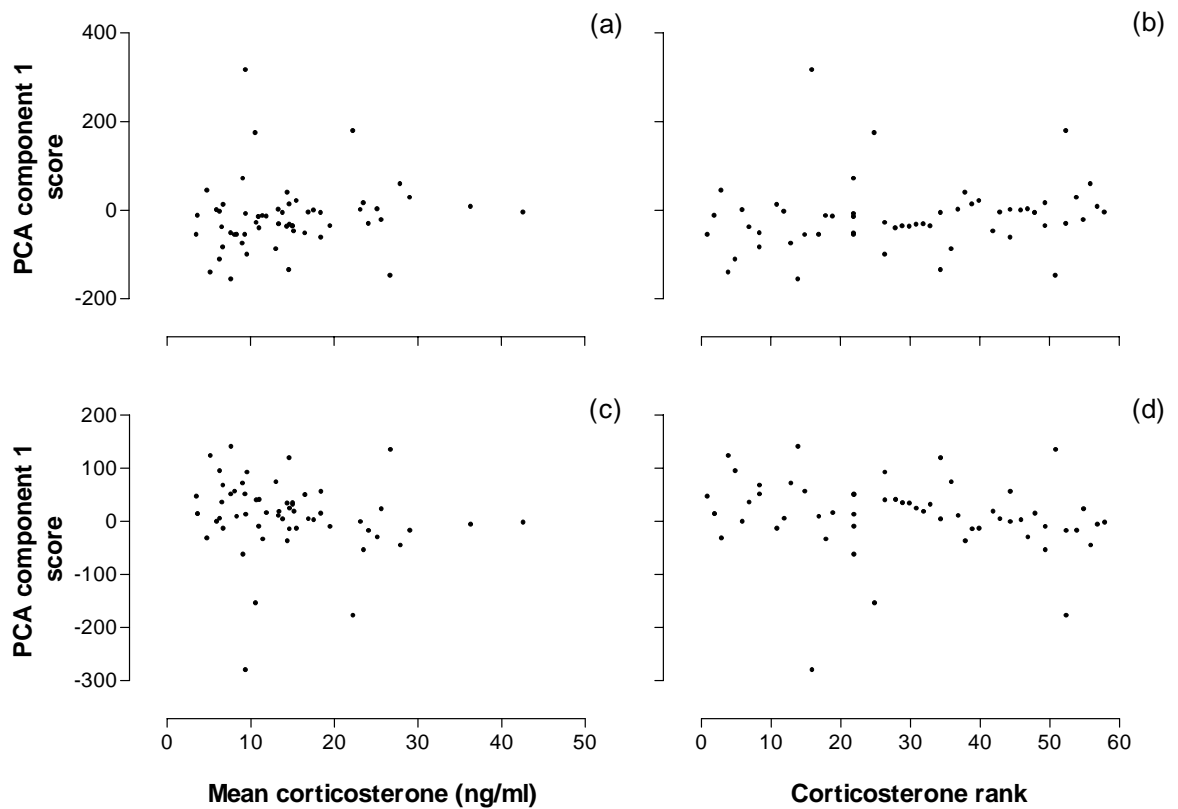 (a)
(b)
PCA component 1
score
400
200
0
-200
(c)
(d)
PCA component 1
score
200
100
0
-100
-200
-300
0
10
20
30
40
50
0
10
20
30
40
50
60
Mean corticosterone (ng/ml)
Corticosterone rank